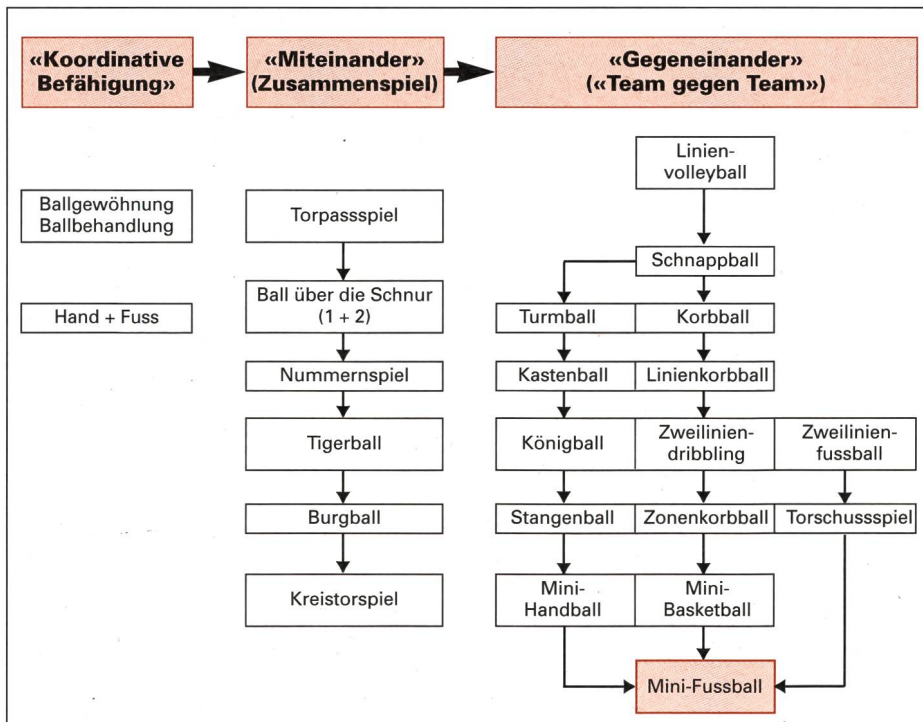 «Koordinative
Befähigung»
«Miteinander»
(Zusammenspiel)
«Gegeneinander»
(«Team gegen Team»)
Ballgewöhnung
Ballbehandlung
Hand + Fuss
Torpassspiel
Ball über die Schnur
(1 + 2)
Nummernspiel
Tigerball
Burgball
Kreistorspiel
Linien-
volleyball
Schnappball
Turmball
Korbball
Kastenball
Linienkorbball
Königball
Zweilinien-
dribbling
Zweilinien-
fussball
Stangenball
Zonenkorbball
Torschussspiel
Mini-
Handball
Mini-
Basketball
Mini-Fussball